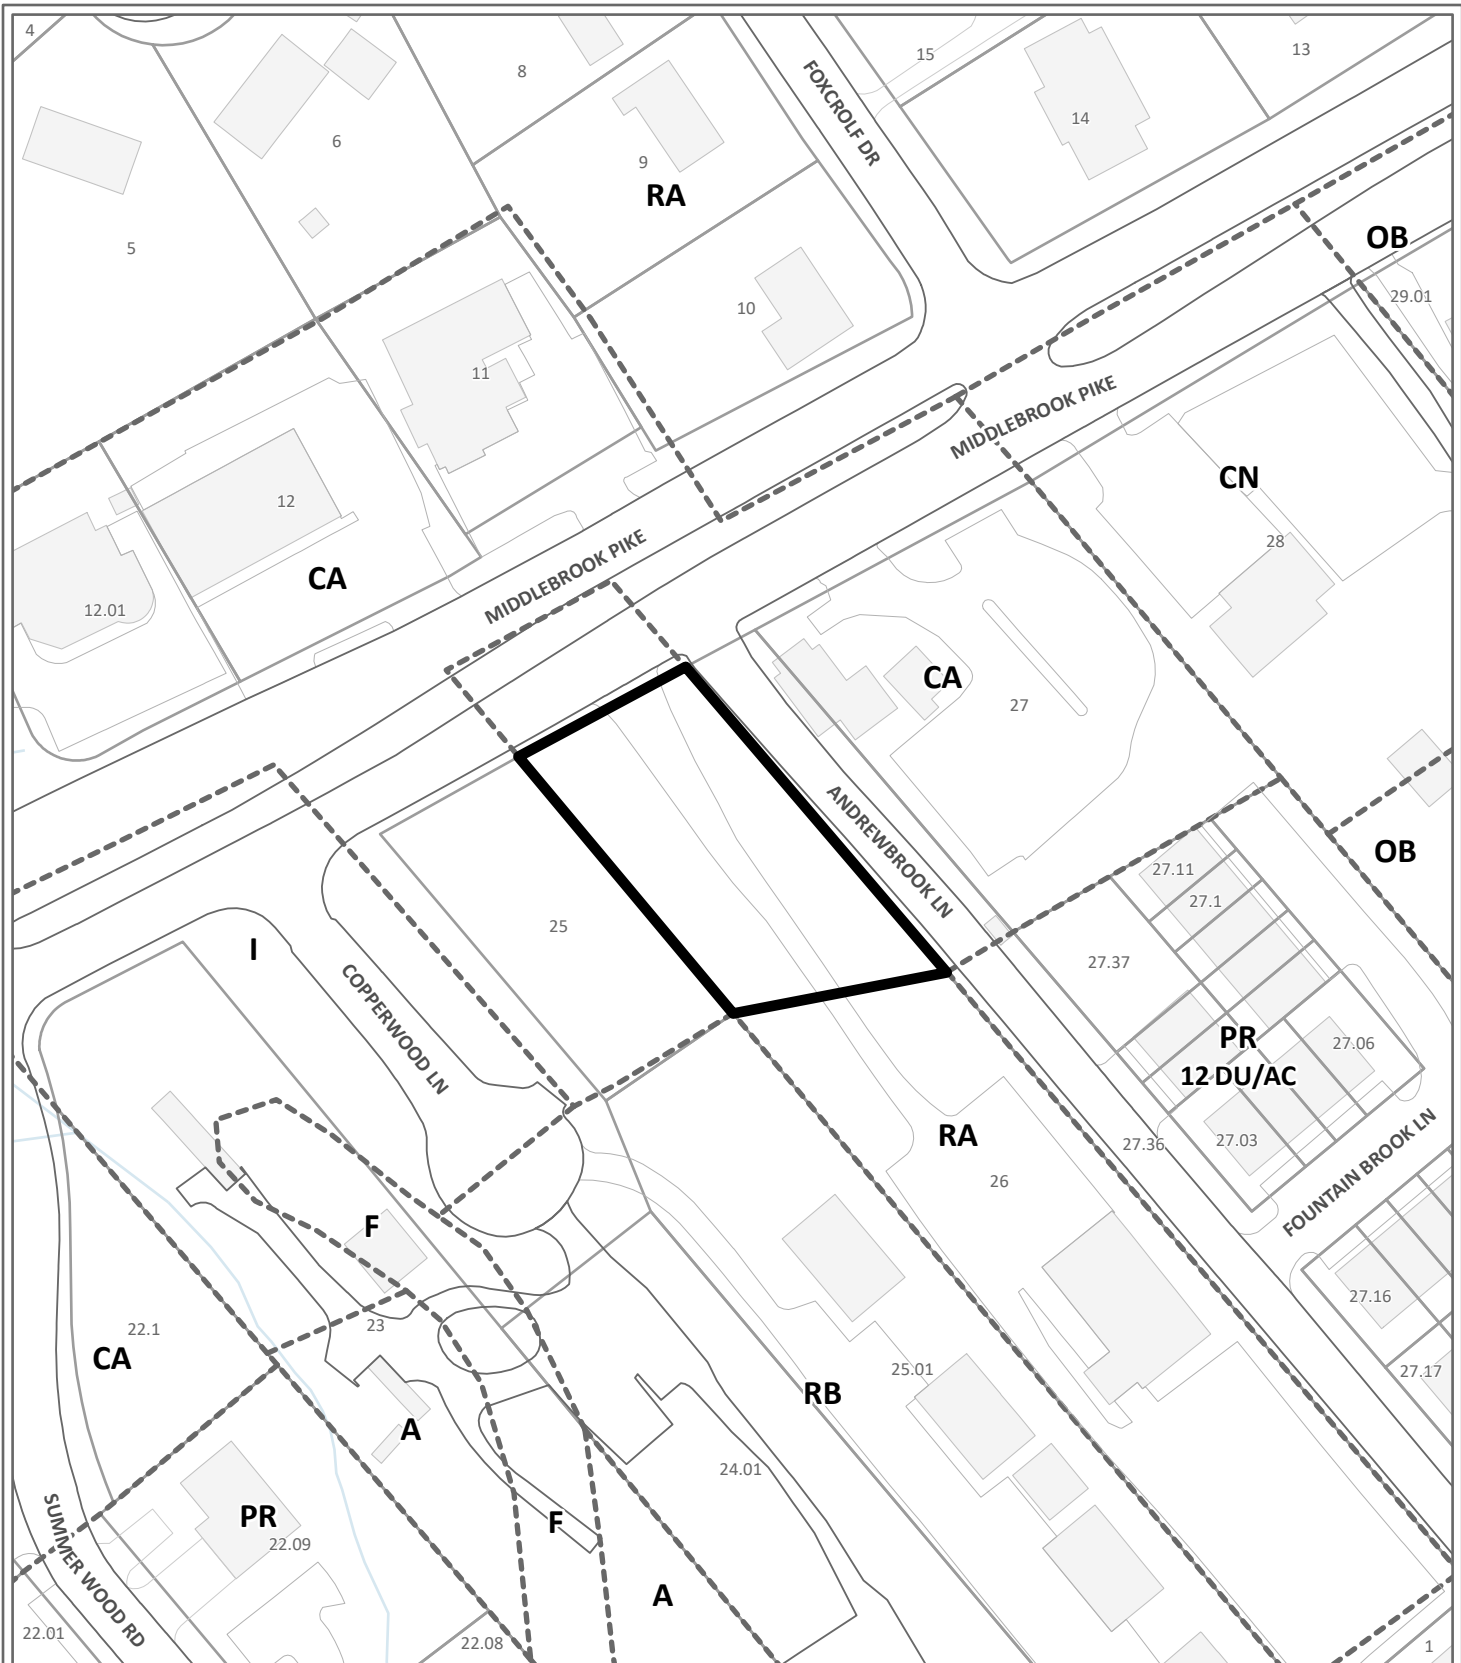 4
8
15
13
14
6
9
FOXCROLF DR
RA
5
OB
29.01
10
11
MIDDLEBROOK PIKE
12
CN
28
MIDDLEBROOK PIKE
CA
12.01
CA
27
ANDREWBROOK LN
OB
27.11
27.1
25
I
27.37
COPPERWOOD LN
PR
12 DU/AC
27.06
RA
27.36
27.03
26
FOUNTAIN BROOK LN
F
27.16
23
22.1
CA
25.01
27.17
RB
A
24.01
PR
F
22.09
SUMMER WOOD RD
A
22.01
22.08
1